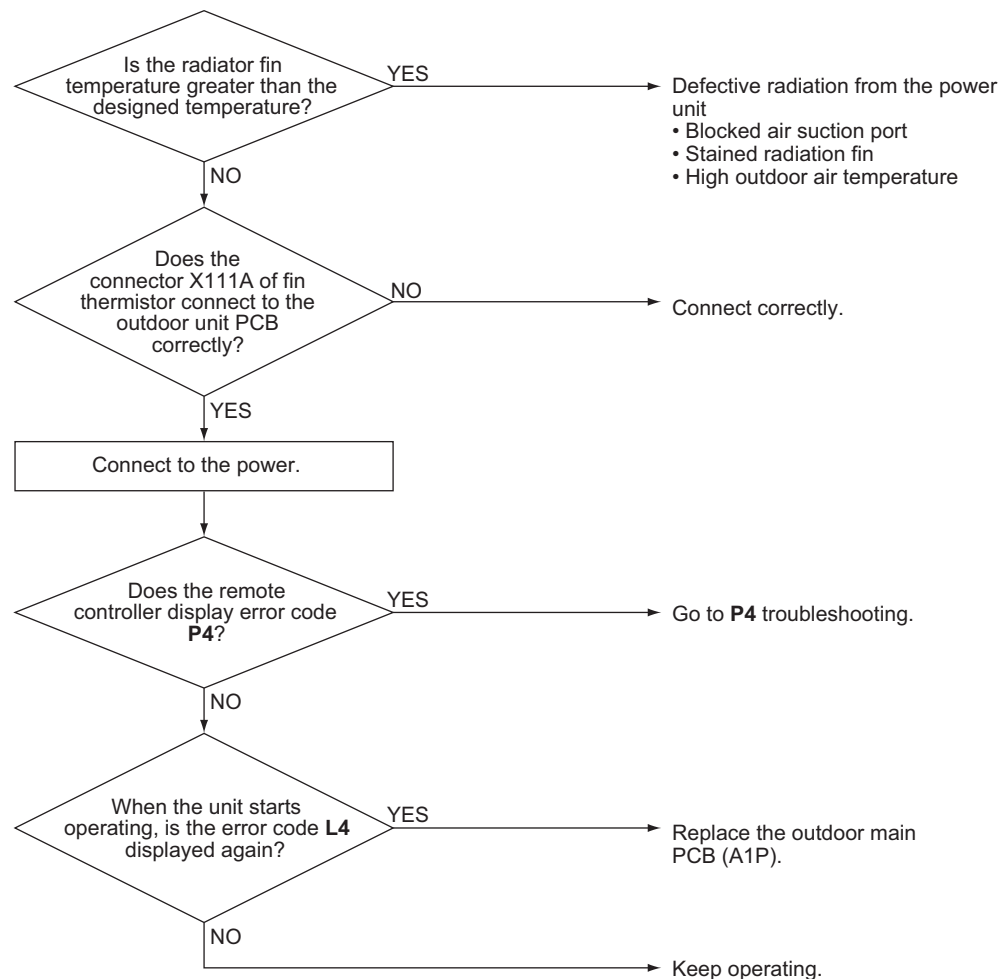 Is the radiator fin
temperature greater than the
designed temperature?
YES
Defective radiation from the power
unit
• Blocked air suction port
• Stained radiation fin
• High outdoor air temperature
NO
Does the
connector X111A of fin
thermistor connect to the
outdoor unit PCB
correctly?
NO
Connect correctly.
YES
Connect to the power.
Does the remote
controller display error code
P4?
YES
Go to P4 troubleshooting.
NO
When the unit starts
operating, is the error code L4
displayed again?
YES
Replace the outdoor main
PCB (A1P).
NO
Keep operating.